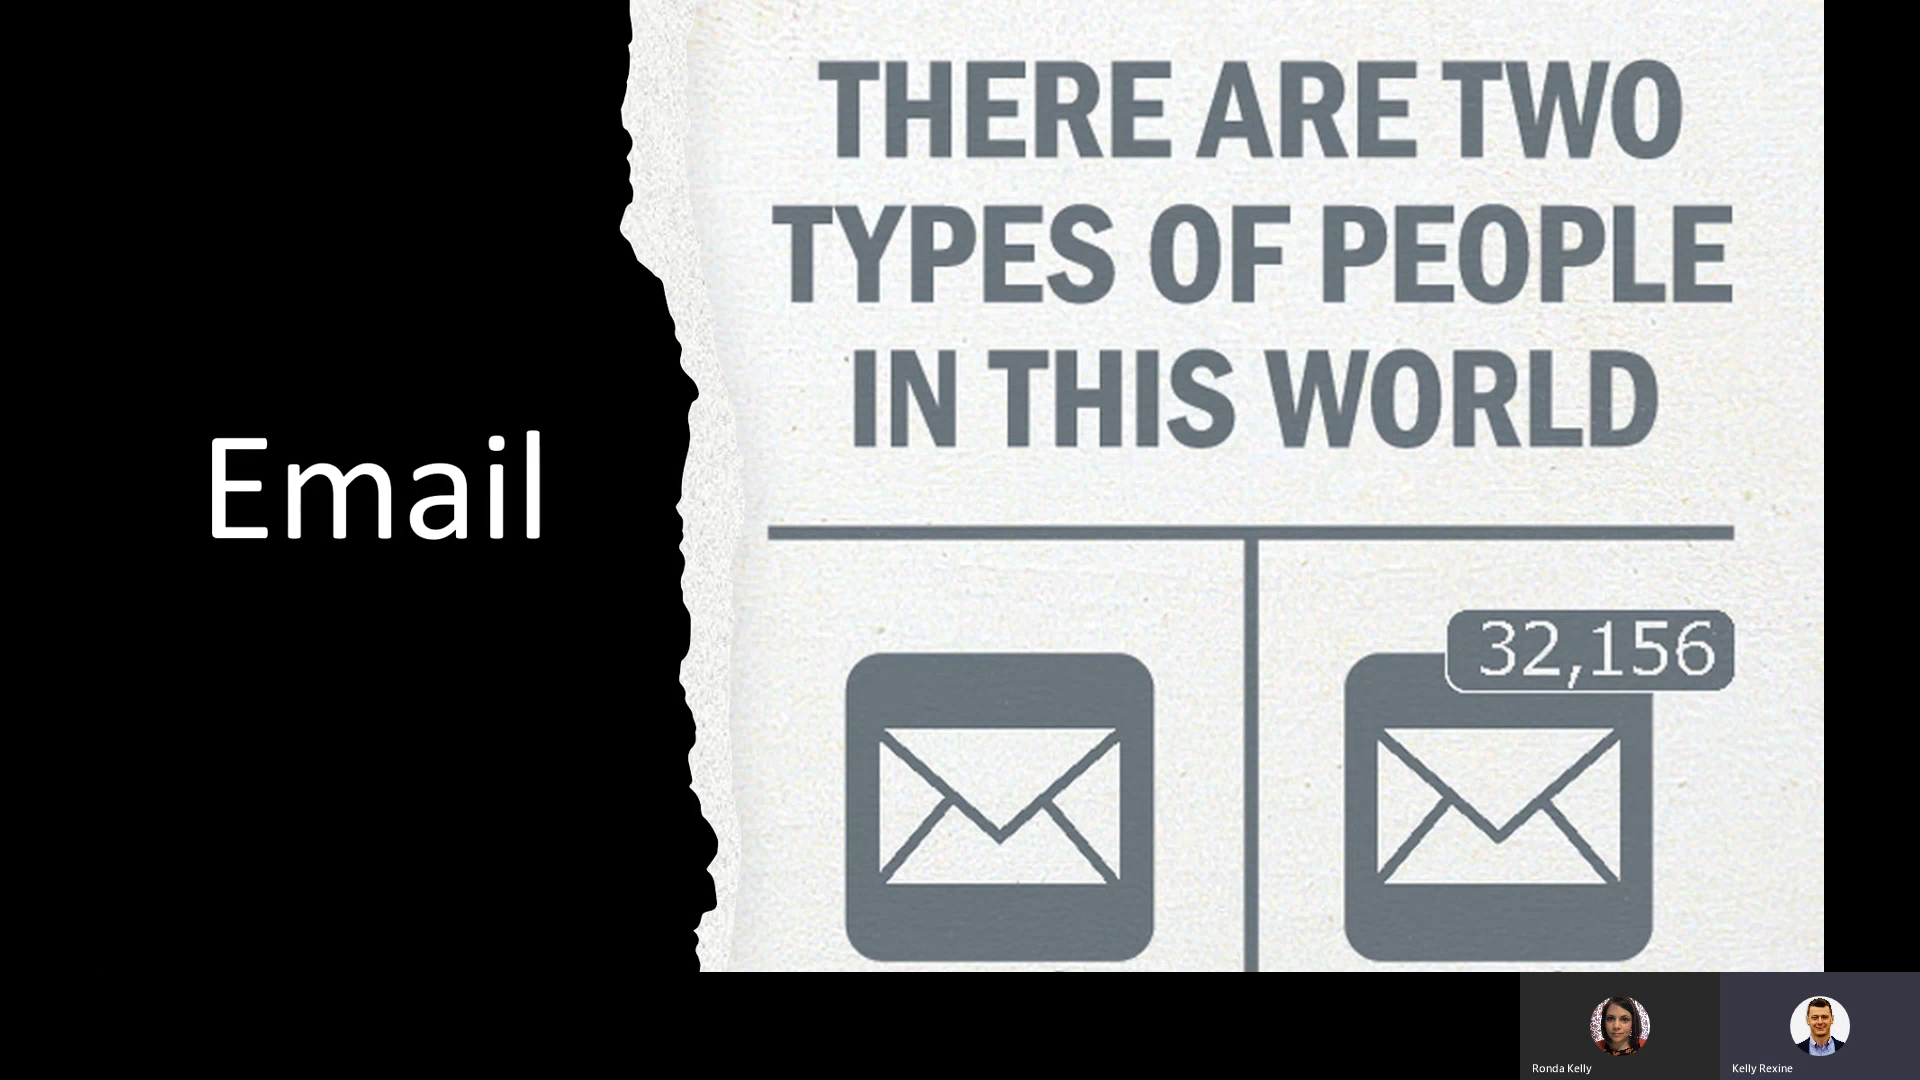 Email
THERE ARE TWO
TYPES OF PEOPLE
IN THIS WORLD
32,156
Ronda Kelly
Kelly Rexine